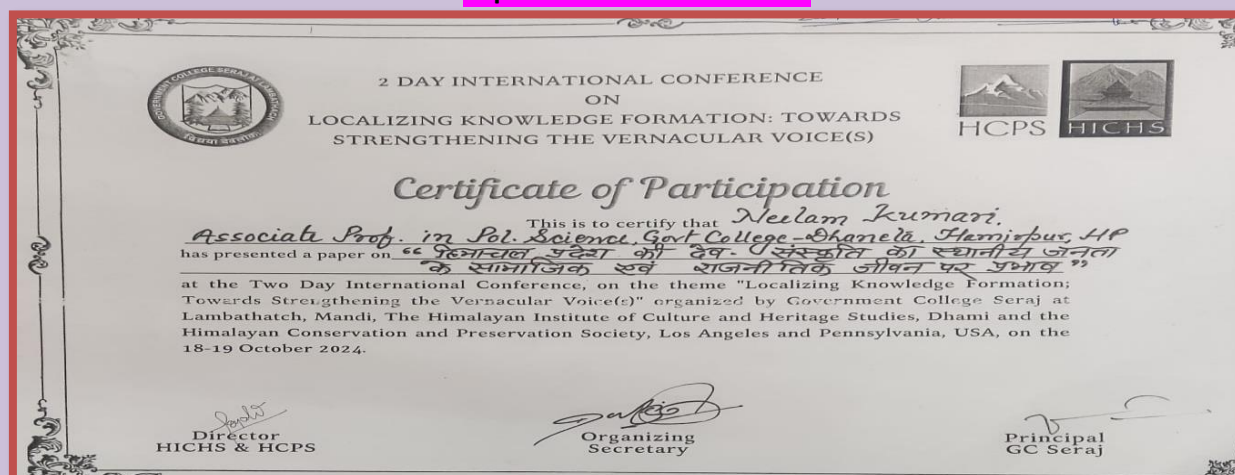 GOVERNMENT COLLEGE SERAJ AT LAMBATHACH
2 DAY INTERNATIONAL CONFERENCE
ON
LOCALIZING KNOWLEDGE FORMATION: TOWARDS
STRENGTHENING THE VERNACULAR VOICE(S)
HCPS
HICHS
Certificate of Participation
This is to certify that Neelam Kumari.
Associate Prof. in Pol. Science, Govt College-Dhaneta, Hamirpur, HP
has presented a paper on “ हिमाचल प्रदेश की देव- संस्कृति का स्थानीय जनता
के सामाजिक एवं राजनीतिक जीवन पर प्रभाव ”
at the Two Day International Conference, on the theme "Localizing Knowledge Formation;
Towards Strengthening the Vernacular Voice(s)" organized by Government College Seraj at
Lambathatch, Mandi, The Himalayan Institute of Culture and Heritage Studies, Dhami and the
Himalayan Conservation and Preservation Society, Los Angeles and Pennsylvania, USA, on the
18-19 October 2024.
Director
HICHS & HCPS
Organizing
Secretary
Principal
GC Seraj